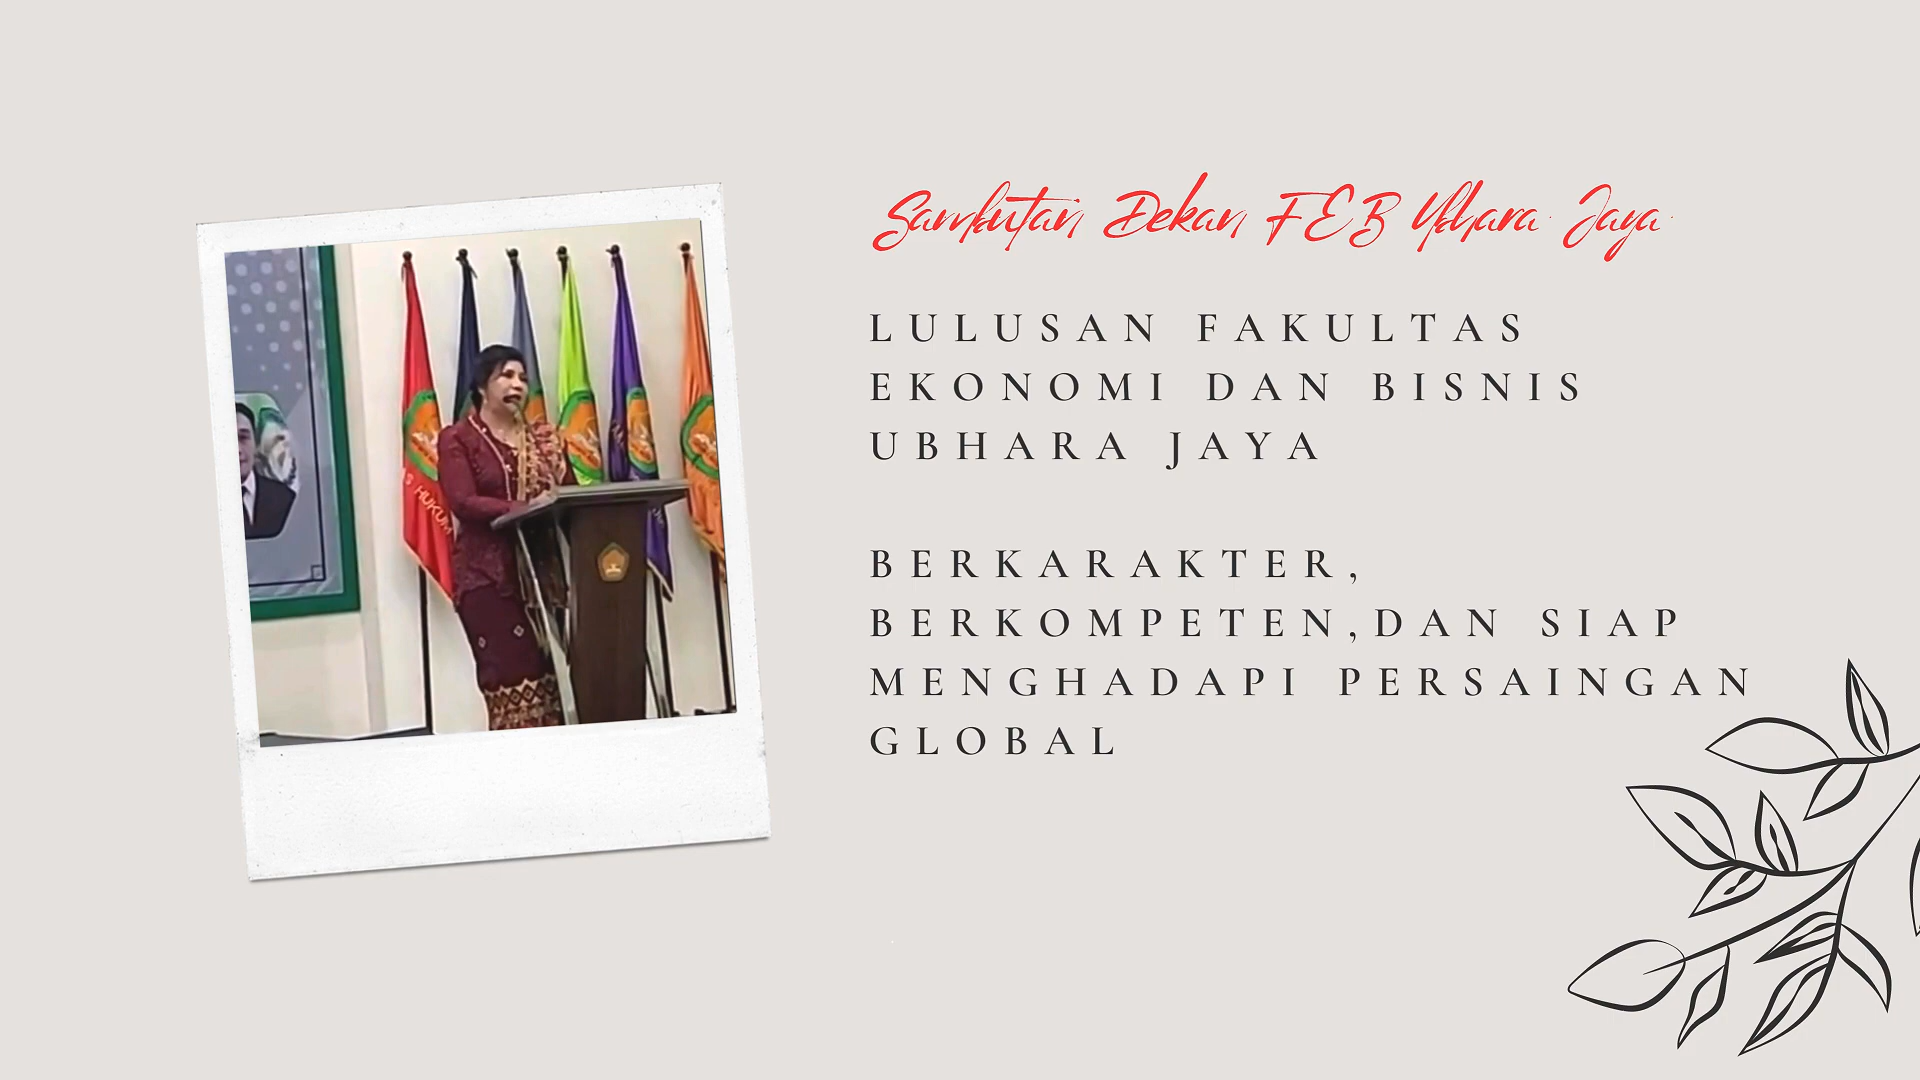 Sambutan Dekan FEB Ubhara Jaya
LULUSAN FAKULTAS
EKONOMI DAN BISNIS
UBHARA JAYA
BERKARAKTER,
BERKOMPETEN,DAN SIAP
MENGHADAPI PERSAINGAN
GLOBAL
S HUKUM